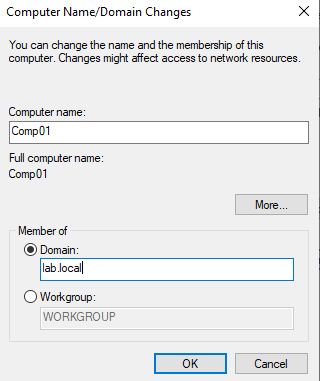 Computer Name/Domain Changes
You can change the name and the membership of this
computer. Changes might affect access to network resources.
Computer name:
Comp01
Full computer name:
Comp01
More...
Member of
Domain:
lab.local
Workgroup:
WORKGROUP
OK Cancel